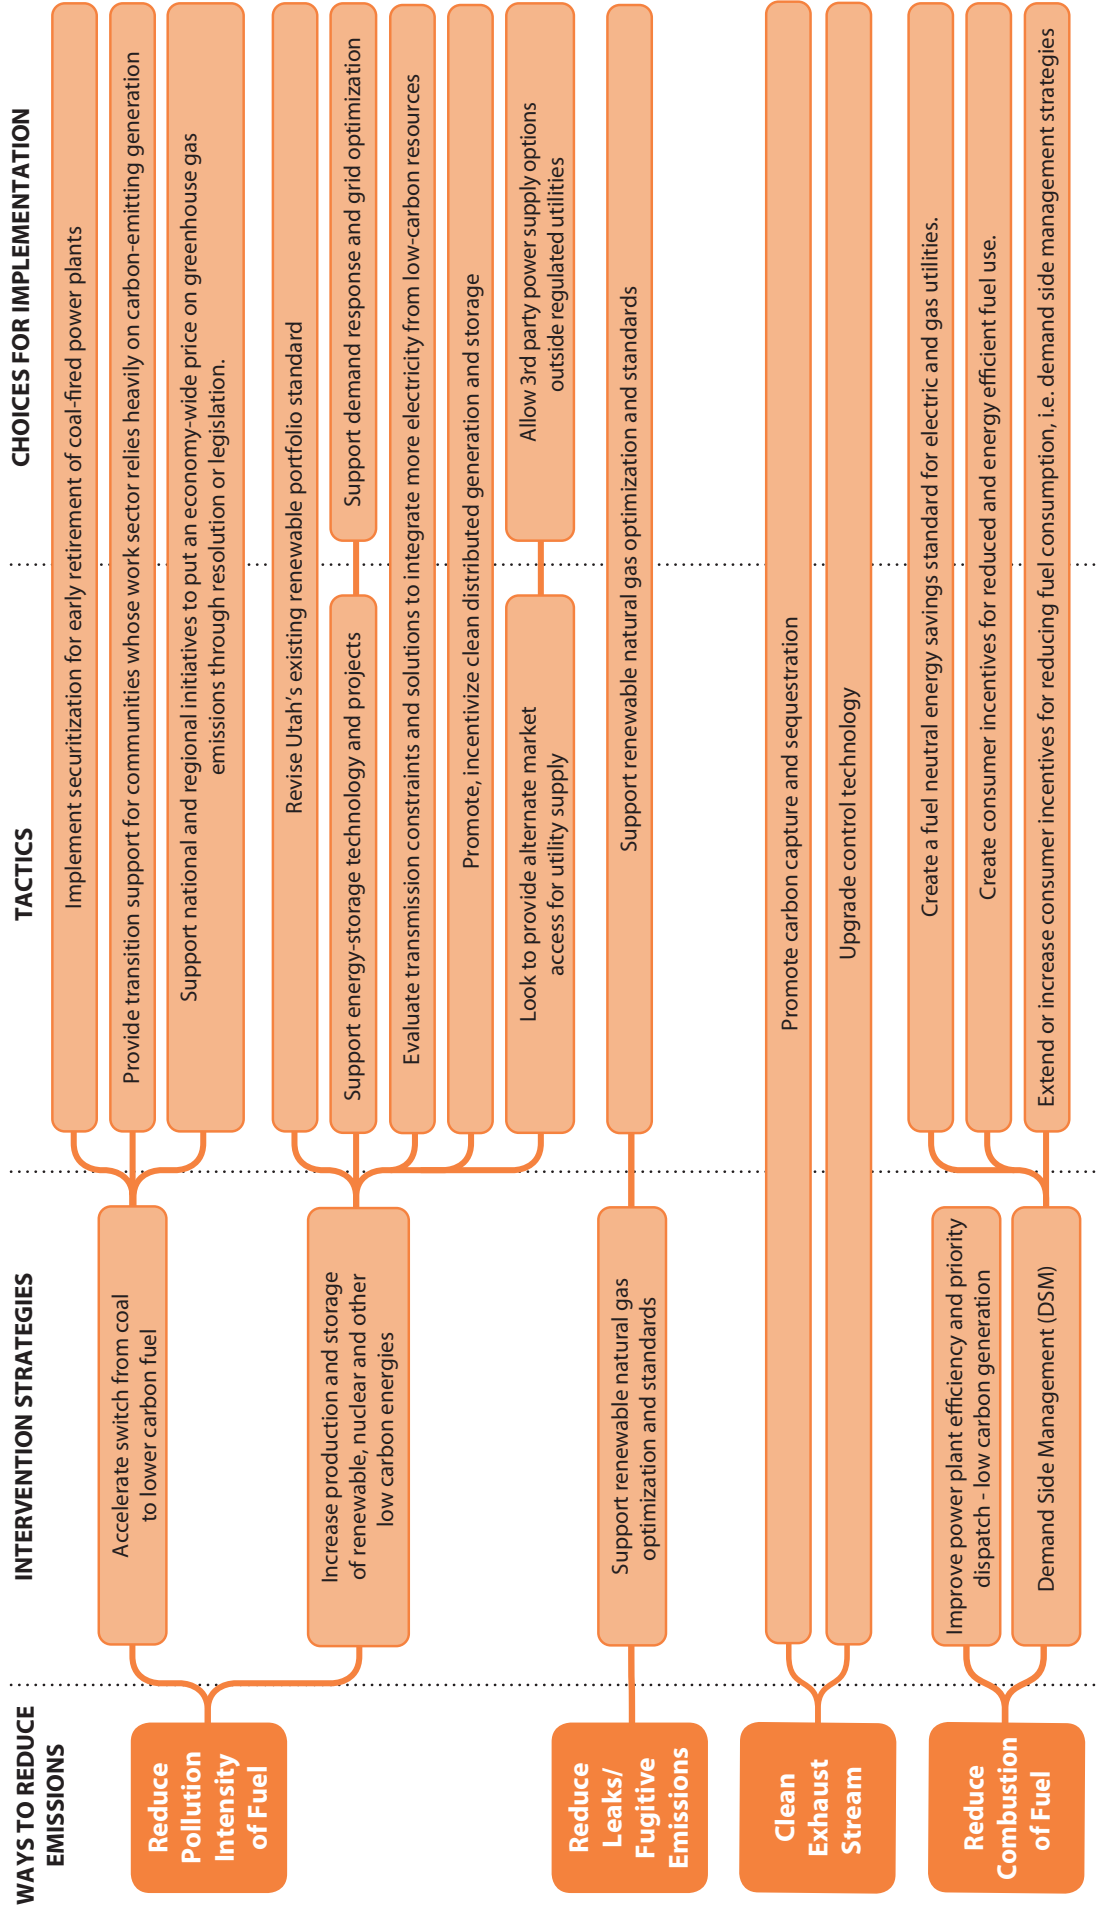 WAYS TO REDUCE
EMISSIONS
INTERVENTION STRATEGIES
TACTICS
CHOICES FOR IMPLEMENTATION
Reduce
Pollution
Intensity
of Fuel
Accelerate switch from coal
to lower carbon fuel
Implement securitization for early retirement of coal-fired power plants
Provide transition support for communities whose work sector relies heavily on carbon-emitting generation
Support national and regional initiatives to put an economy-wide price on greenhouse gas
emissions through resolution or legislation.
Increase production and storage
of renewable, nuclear and other
low carbon energies
Revise Utah’s existing renewable portfolio standard
Support energy-storage technology and projects
Support demand response and grid optimization
Evaluate transmission constraints and solutions to integrate more electricity from low-carbon resources
Promote, incentivize clean distributed generation and storage
Look to provide alternate market
access for utility supply
Allow 3rd party power supply options
outside regulated utilities
Reduce
Leaks/
Fugitive
Emissions
Support renewable natural gas
optimization and standards
Support renewable natural gas optimization and standards
Clean
Exhaust
Stream
Promote carbon capture and sequestration
Upgrade control technology
Reduce
Combustion
of Fuel
Improve power plant efficiency and priority
dispatch - low carbon generation
Demand Side Management (DSM)
Create a fuel neutral energy savings standard for electric and gas utilities.
Create consumer incentives for reduced and energy efficient fuel use.
Extend or increase consumer incentives for reducing fuel consumption, i.e. demand side management strategies